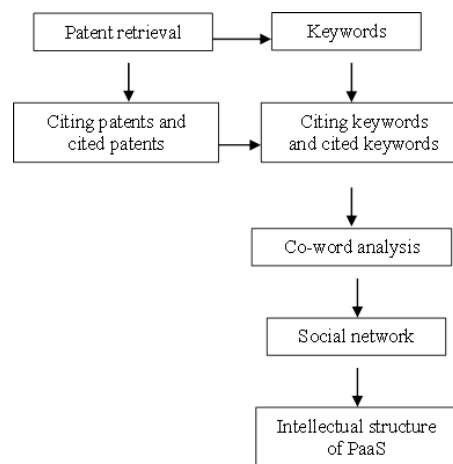 Patent retrieval
Keywords
Citing patents and
cited patents
Citing keywords
and cited keywords
Co-word analysis
Social network
Intellectual structure
of PaaS